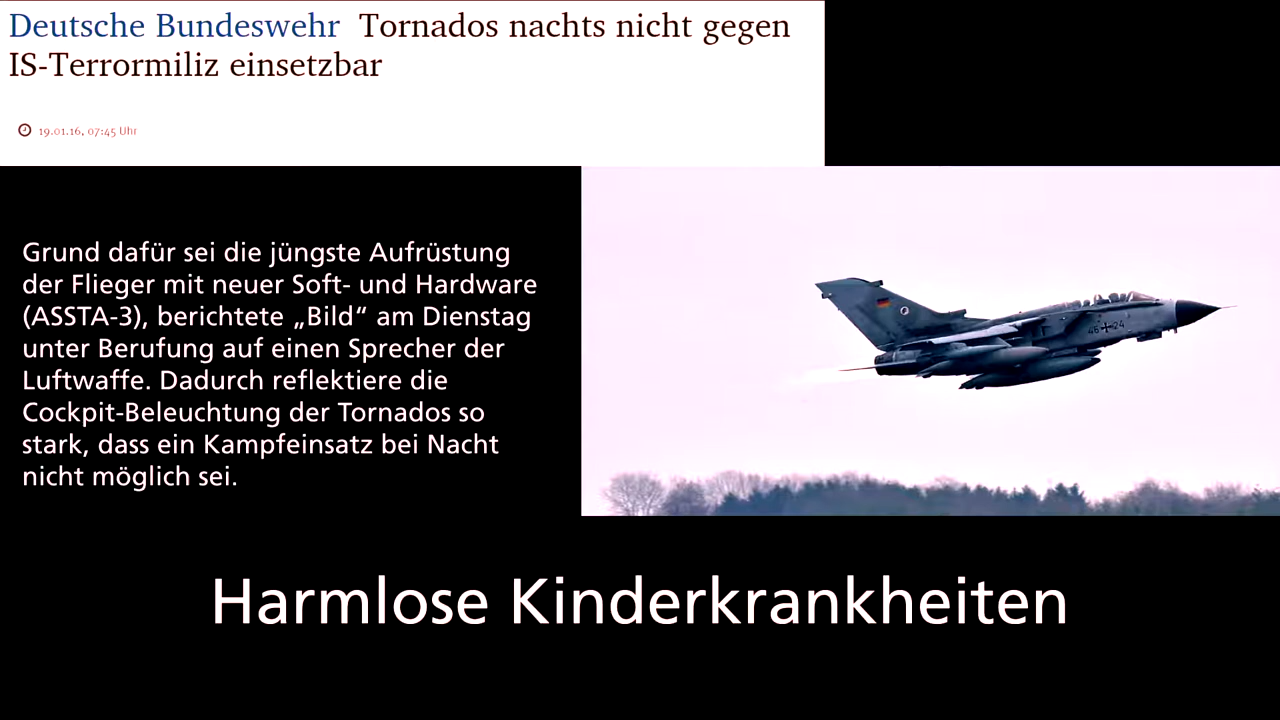 Deutsche Bundeswehr Tornados nachts nicht gegen
IS-Terrormiliz einsetzbar
19.01.16, 07:45 Uhr
Grund dafür sei die jüngste Aufrüstung
der Flieger mit neuer Soft- und Hardware
(ASSTA-3), berichtete „Bild“ am Dienstag
unter Berufung auf einen Sprecher der
Luftwaffe. Dadurch reflektiere die
Cockpit-Beleuchtung der Tornados so
stark, dass ein Kampfeinsatz bei Nacht
nicht möglich sei.
46+24
Harmlose Kinderkrankheiten